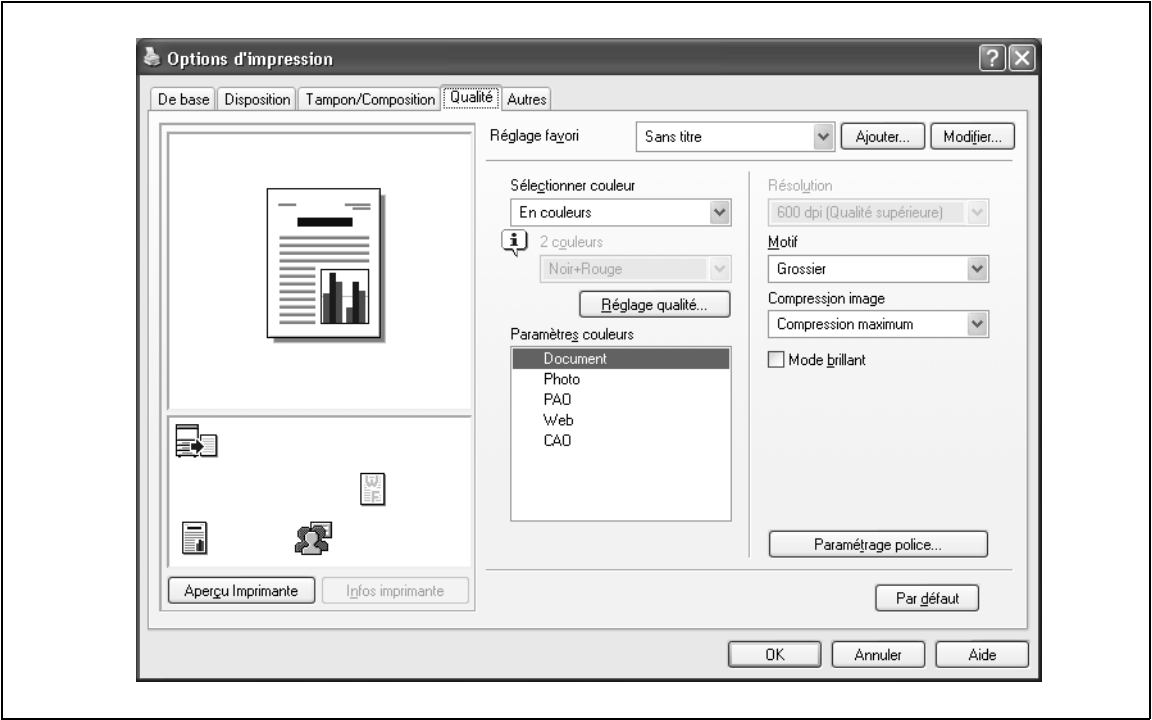 Options d'impression
De base Disposition Tampon/Composition Qualité Autres
Réglage favori Sans titre Ajouter... Modifier...
Sélectionner couleur
En couleurs
2 couleurs
Noir+Rouge
Réglage qualité...
Paramètres couleurs
Document
Photo
PAO
Web
CAO
Résolution
600 dpi (Qualité supérieure)
Motif
Grossier
Compression image
Compression maximum
Mode brillant
Paramétrage police...
W
F
Aperçu Imprimante Infos imprimante
Par défaut
OK Annuler Aide